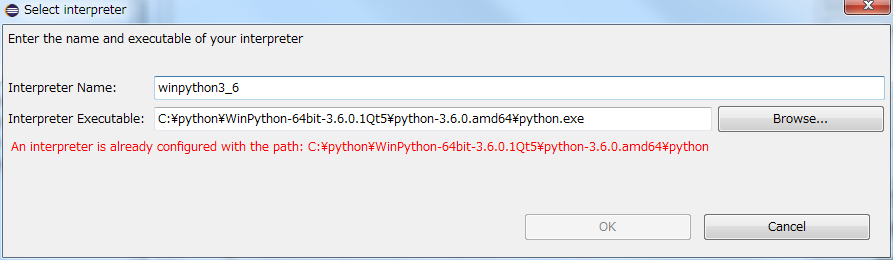 Select interpreter
Enter the name and executable of your interpreter
Interpreter Name: winpython3_6
Interpreter Executable: C:¥python¥WinPython-64bit-3.6.0.1Qt5¥python-3.6.0.amd64¥python.exe Browse...
An interpreter is already configured with the path: C:¥python¥WinPython-64bit-3.6.0.1Qt5¥python-3.6.0.amd64¥python
OK Cancel